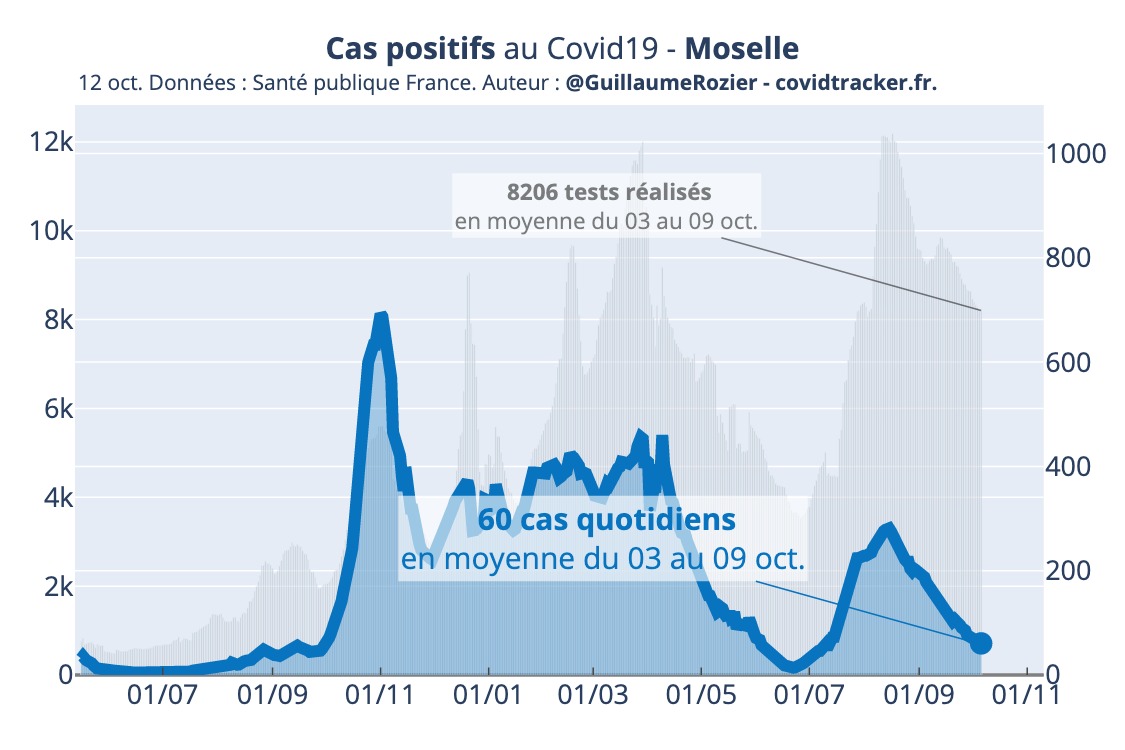 Cas positifs au Covid19 - Moselle
12 oct. Données : Santé publique France. Auteur : @GuillaumeRozier - covidtracker.fr.
12k
10k
8k
6k
4k
2k
0
1000
800
600
400
200
0
8206 tests réalisés
en moyenne du 03 au 09 oct.
60 cas quotidiens
en moyenne du 03 au 09 oct.
01/07 01/09 01/11 01/01 01/03 01/05 01/07 01/09 01/11